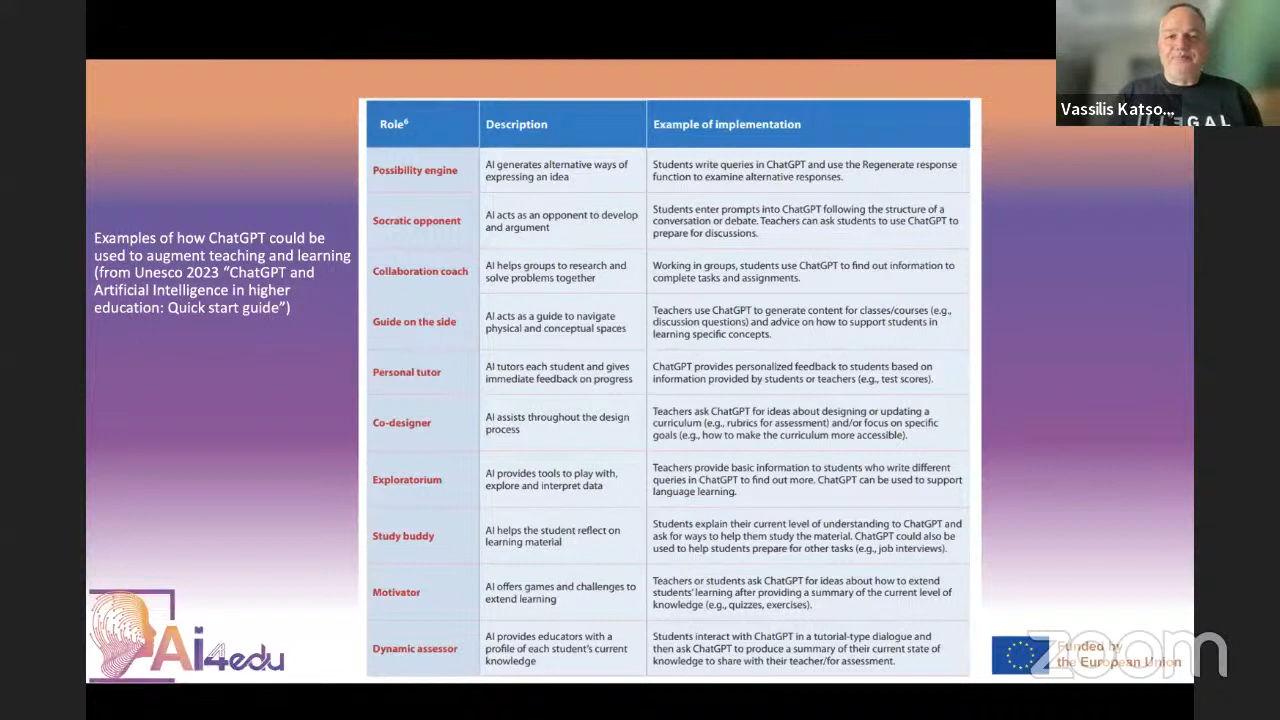 Vassilis Katso...
ILLEGAL
Examples of how ChatGPT could be
used to augment teaching and learning
(from Unesco 2023 “ChatGPT and
Artificial Intelligence in higher
education: Quick start guide”)
Role6 Description Example of implementation
Possibility engine
AI generates alternative ways of
expressing an idea
Students write queries in ChatGPT and use the Regenerate response
function to examine alternative responses.
Socratic opponent
AI acts as an opponent to develop
and argument
Students enter prompts into ChatGPT following the structure of a
conversation or debate. Teachers can ask students to use ChatGPT to
prepare for discussions.
Collaboration coach
AI helps groups to research and
solve problems together
Working in groups, students use ChatGPT to find out information to
complete tasks and assignments.
Guide on the side
AI acts as a guide to navigate
physical and conceptual spaces
Teachers use ChatGPT to generate content for classes/courses (e.g.,
discussion questions) and advice on how to support students in
learning specific concepts.
Personal tutor
AI tutors each student and gives
immediate feedback on progress
ChatGPT provides personalized feedback to students based on
information provided by students or teachers (e.g., test scores).
Co-designer
AI assists throughout the design
process
Teachers ask ChatGPT for ideas about designing or updating a
curriculum (e.g., rubrics for assessment) and/or focus on specific
goals (e.g., how to make the curriculum more accessible).
Exploratorium
AI provides tools to play with,
explore and interpret data
Teachers provide basic information to students who write different
queries in ChatGPT to find out more. ChatGPT can be used to support
language learning.
Study buddy
AI helps the student reflect on
learning material
Students explain their current level of understanding to ChatGPT and
ask for ways to help them study the material. ChatGPT could also be
used to help students prepare for other tasks (e.g., job interviews).
Motivator
AI offers games and challenges to
extend learning
Teachers or students ask ChatGPT for ideas about how to extend
students' learning after providing a summary of the current level of
knowledge (e.g., quizzes, exercises).
Dynamic assessor
AI provides educators with a
profile of each student's current
knowledge
Students interact with ChatGPT in a tutorial-type dialogue and
then ask ChatGPT to produce a summary of their current state of
knowledge to share with their teacher/for assessment.
Ai4edu
Funded by
the European Union
zoom